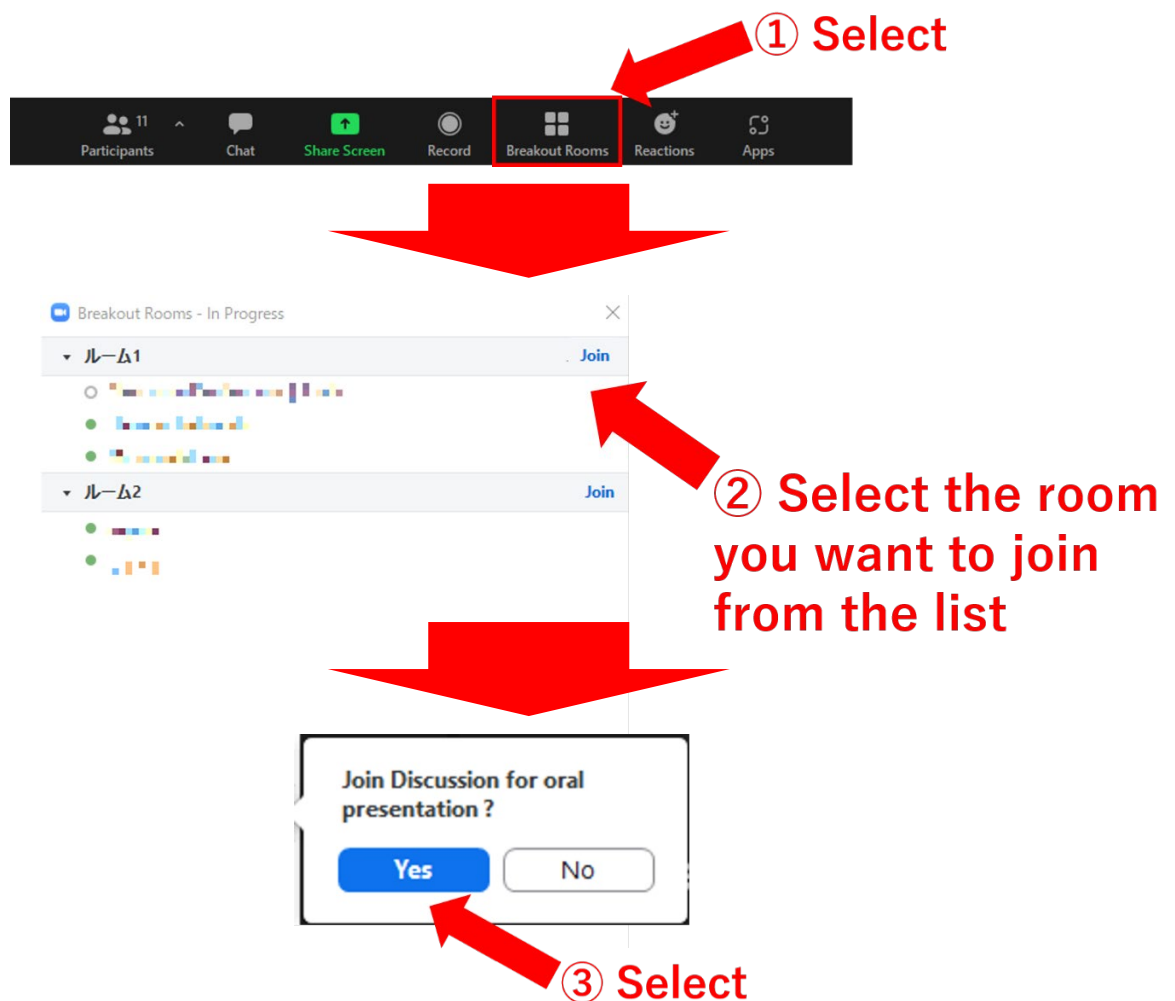 ① Select
11
Participants Chat Share Screen Record Breakout Rooms Reactions Apps
Breakout Rooms - In Progress
ルーム1 Join
ルーム2 Join
② Select the room
you want to join
from the list
Join Discussion for oral
presentation ?
Yes No
③ Select